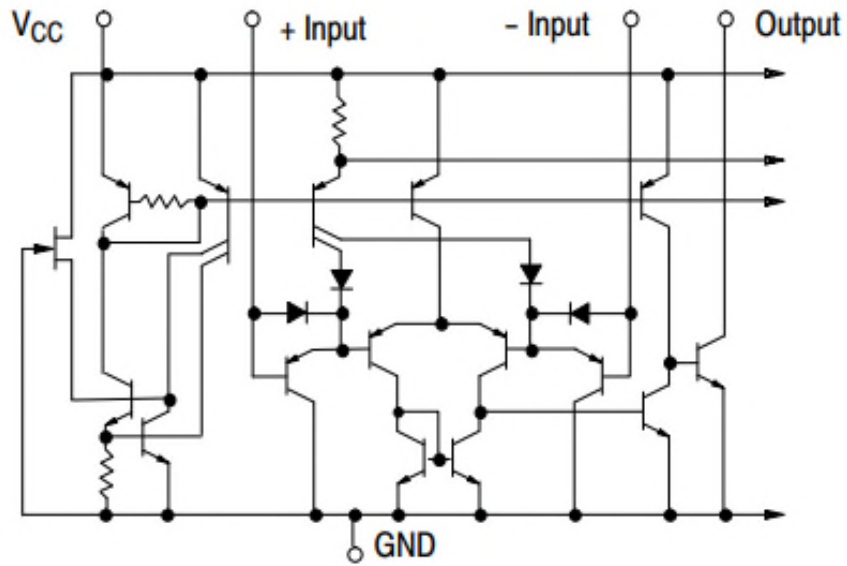 VCC
+ Input
– Input
Output
GND